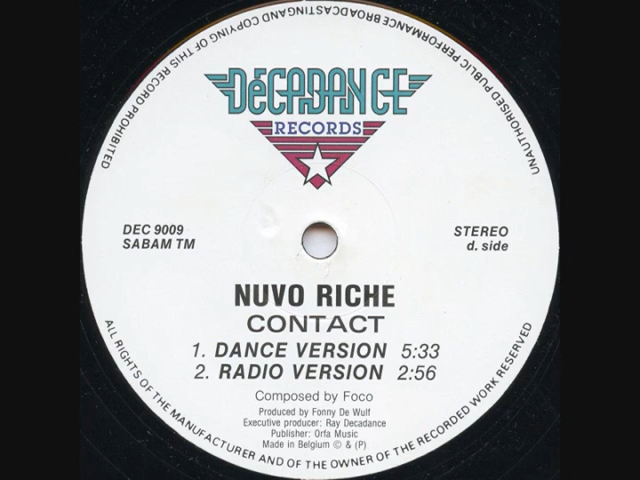 UNAUTHORISED PUBLIC PERFORMANCE BROADCASTING AND COPYING OF THIS RECORD PROHIBITED
DéCADANCE
RECORDS
DEC 9009
SABAM TM
STEREO
d. side
NUVO RICHE
CONTACT
1. DANCE VERSION 5:33
2. RADIO VERSION 2:56
Composed by Foco
Produced by Fonny De Wulf
Executive producer: Ray Decadance
Publisher: Orfa Music
Made in Belgium © & (P)
ALL RIGHTS OF THE MANUFACTURER AND OF THE OWNER OF THE RECORDED WORK RESERVED